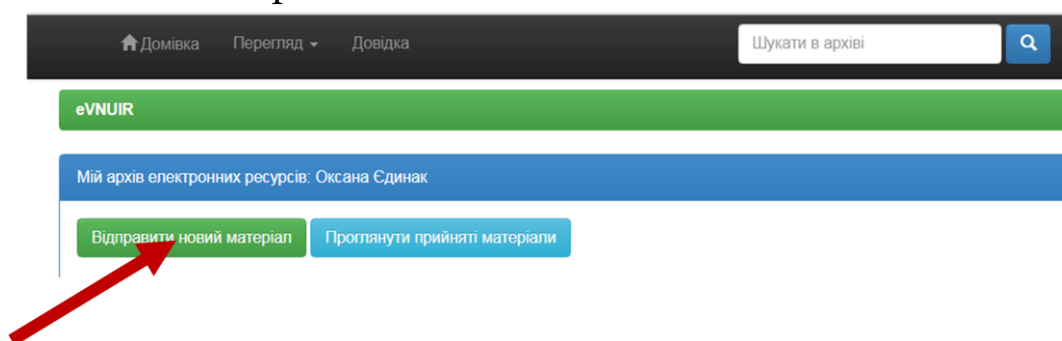 Домівка Перегляд Довідка Шукати в архіві
eVNUIR
Мій архів електронних ресурсів: Оксана Єдинак
Відправити новий матеріал Проглянути прийняті матеріали